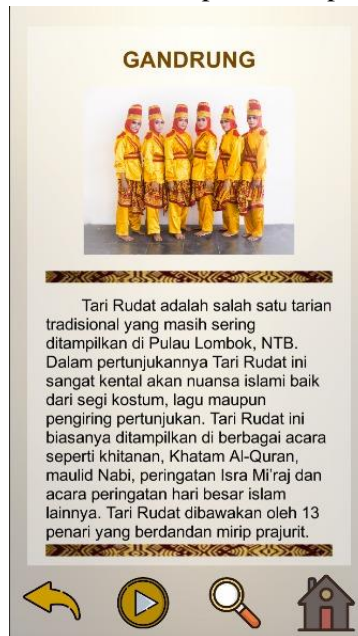 GANDRUNG
Tari Rudat adalah salah satu tarian
tradisional yang masih sering
ditampilkan di Pulau Lombok, NTB.
Dalam pertunjukannya Tari Rudat ini
sangat kental akan nuansa islami baik
dari segi kostum, lagu maupun
pengiring pertunjukan. Tari Rudat ini
biasanya ditampilkan di berbagai acara
seperti khitanan, Khatam Al-Quran,
maulid Nabi, peringatan Isra Mi'raj dan
acara peringatan hari besar islam
lainnya. Tari Rudat dibawakan oleh 13
penari yang berdandan mirip prajurit.